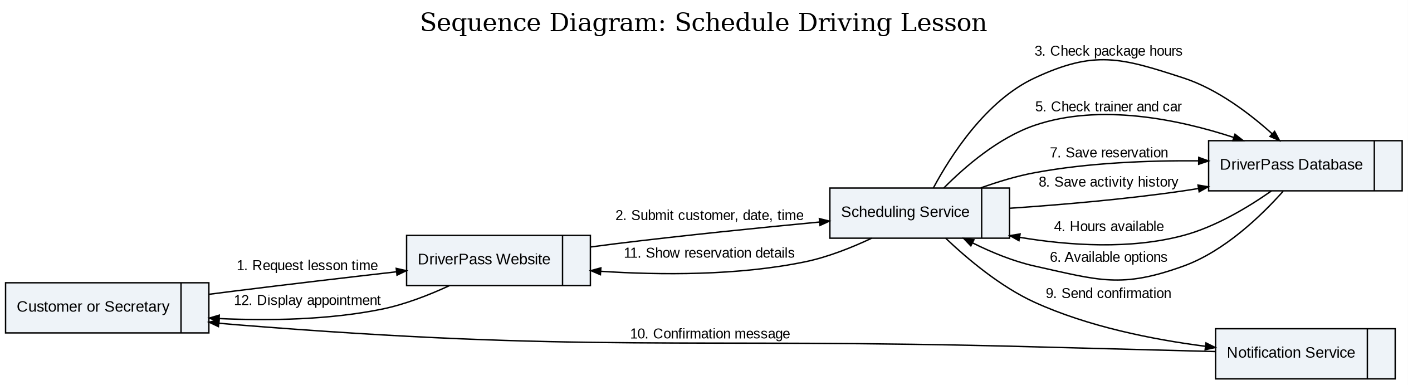 Sequence Diagram: Schedule Driving Lesson
3. Check package hours
5. Check trainer and car
7. Save reservation
DriverPass Database
8. Save activity history
2. Submit customer, date, time
Scheduling Service
4. Hours available
11. Show reservation details
6. Available options
1. Request lesson time
DriverPass Website
9. Send confirmation
12. Display appointment
Customer or Secretary
10. Confirmation message
Notification Service